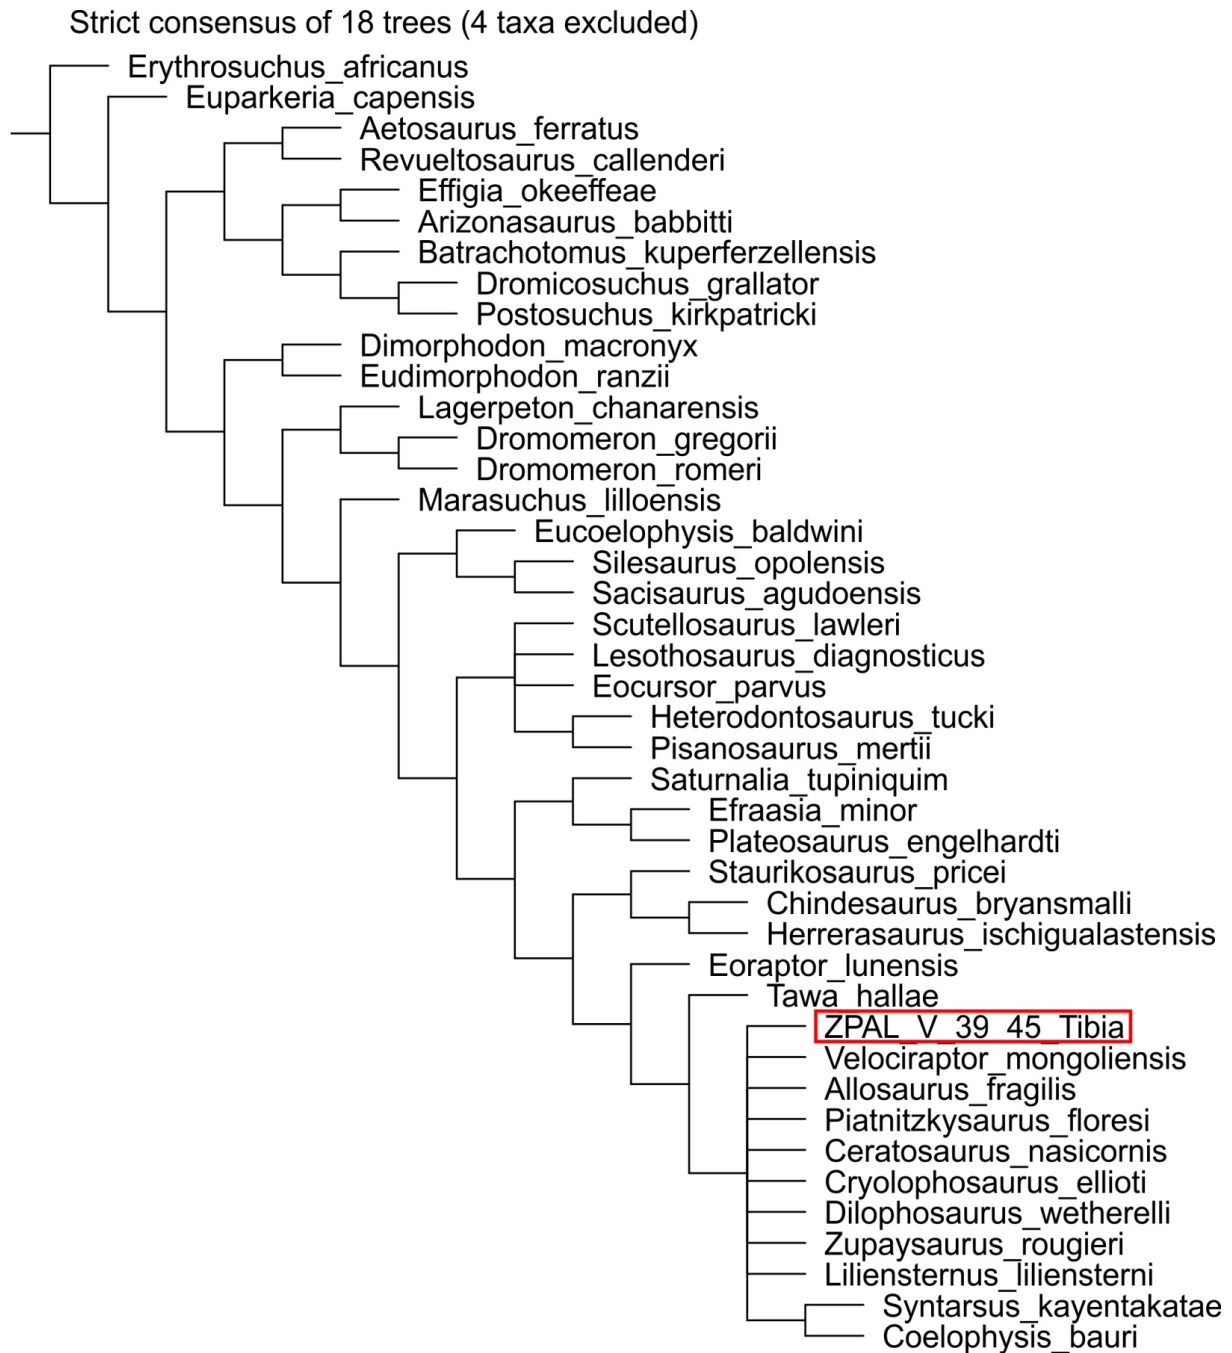 Strict consensus of 18 trees (4 taxa excluded)
Erythrosuchus_africanus
Euparkeria_capensis
Aetosaurus_ferratus
Revueltosaurus_callenderi
Effigia_okeeffeae
Arizonasaurus_babbitti
Batrachotomus_kuperferzellensis
Dromicosuchus_grallator
Postosuchus_kirkpatricki
Dimorphodon_macronyx
Eudimorphodon_ranzii
Lagerpeton_chanarensis
Dromomeron_gregorii
Dromomeron_romeri
Marasuchus_lilloensis
Eucoelophysis_baldwini
Silesaurus_opolensis
Sacisaurus_agudoensis
Scutellosaurus_lawleri
Lesothosaurus_diagnosticus
Eocursor_parvus
Heterodontosaurus_tucki
Pisanosaurus_mertii
Saturnalia_tupiniquim
Efraasia_minor
Plateosaurus_engelhardti
Staurikosaurus_pricei
Chindesaurus_bryansmalli
Herrerasaurus_ischigualastensis
Eoraptor_lunensis
Tawa_hallae
ZPAL_V_39_45_Tibia
Velociraptor_mongoliensis
Allosaurus_fragilis
Piatnitzkysaurus_floresi
Ceratosaurus_nasicornis
Cryolophosaurus_ellioti
Dilophosaurus_wetherelli
Zupaysaurus_rougieri
Liliensternus_liliensterni
Syntarsus_kayentakatae
Coelophysis_bauri